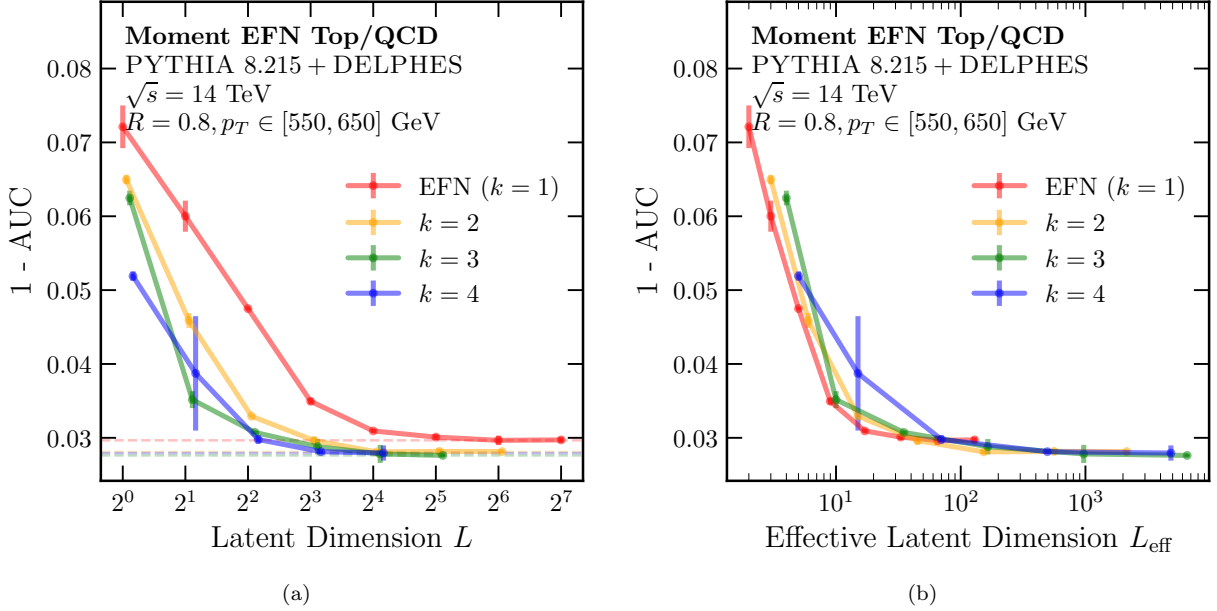 Moment EFN Top/QCD
PYTHIA 8.215 + DELPHES
√s = 14 TeV
R = 0.8, p_T ∈ [550, 650] GeV
EFN (k = 1)
k = 2
k = 3
k = 4
1 - AUC
0.08
0.07
0.06
0.05
0.04
0.03
2^0 2^1 2^2 2^3 2^4 2^5 2^6 2^7
Latent Dimension L
(a)
Moment EFN Top/QCD
PYTHIA 8.215 + DELPHES
√s = 14 TeV
R = 0.8, p_T ∈ [550, 650] GeV
EFN (k = 1)
k = 2
k = 3
k = 4
1 - AUC
0.08
0.07
0.06
0.05
0.04
0.03
10^1 10^2 10^3
Effective Latent Dimension L_eff
(b)